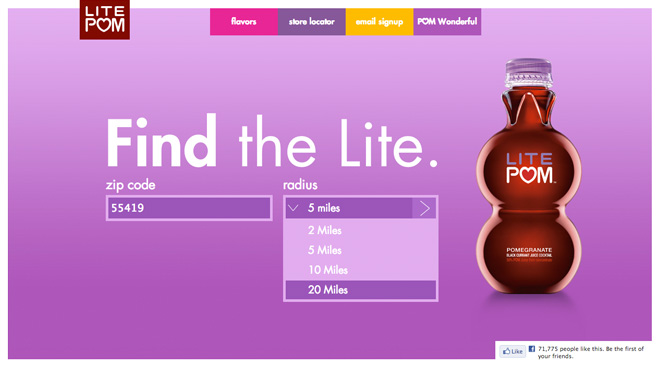 LITE
POM
flavors
store locator
email signup
POM Wonderful
Find the Lite.
zip code
radius
55419
5 miles
2 Miles
5 Miles
10 Miles
20 Miles
LITE
POM
POMEGRANATE
BLACK CURRANT JUICE COCKTAIL
Like
71,775 people like this. Be the first of
your friends.